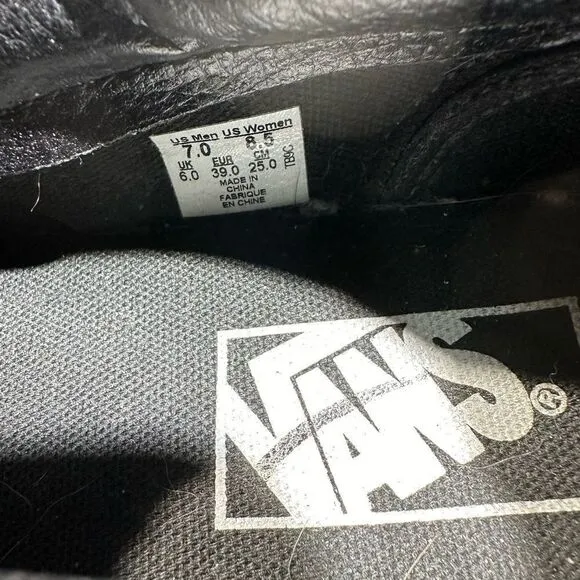 US Men US Women
7.0 8.5
UK EUR CM
6.0 39.0 25.0
MADE IN
CHINA
FABRIQUE
EN CHINE
VANS®